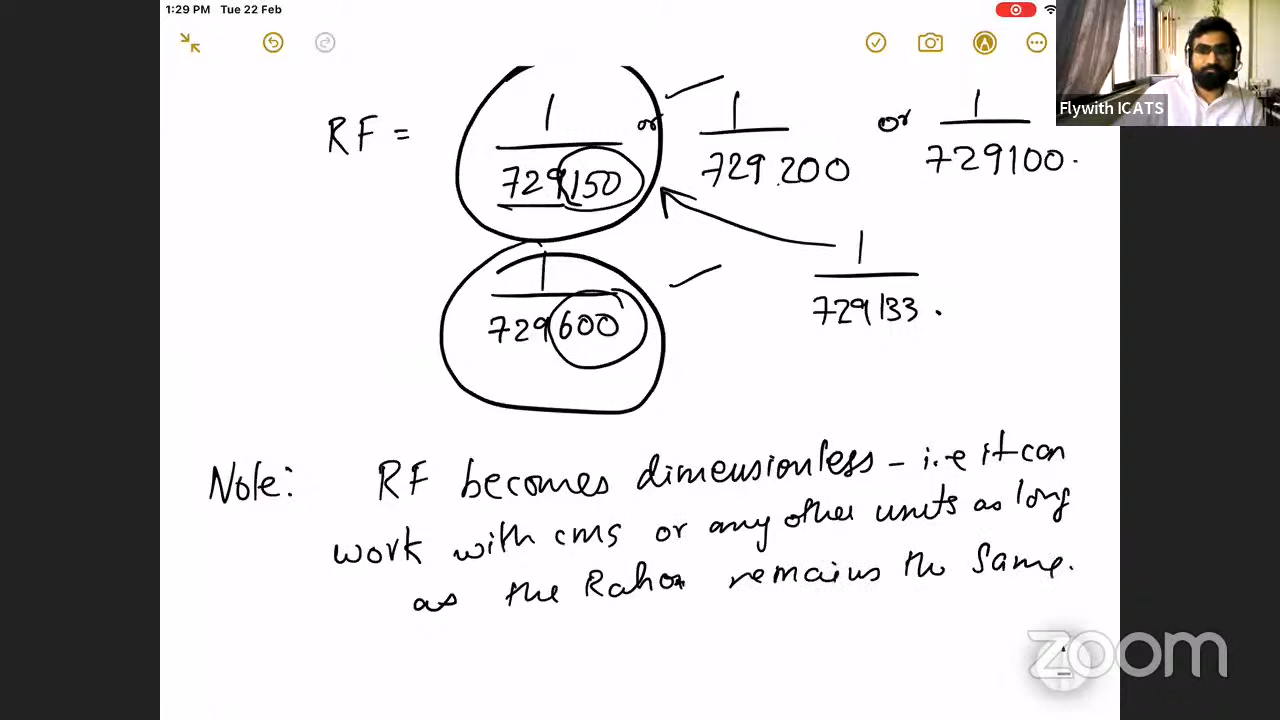 1:29 PM Tue 22 Feb
Flywith ICATS
RF = 1/729150 or 1/729200 or 1/729100.
1/729600 1/729133.
Note: RF becomes dimensionless - i.e it can
work with cms or any other units as long
as the Ratio remains the same.
zoom